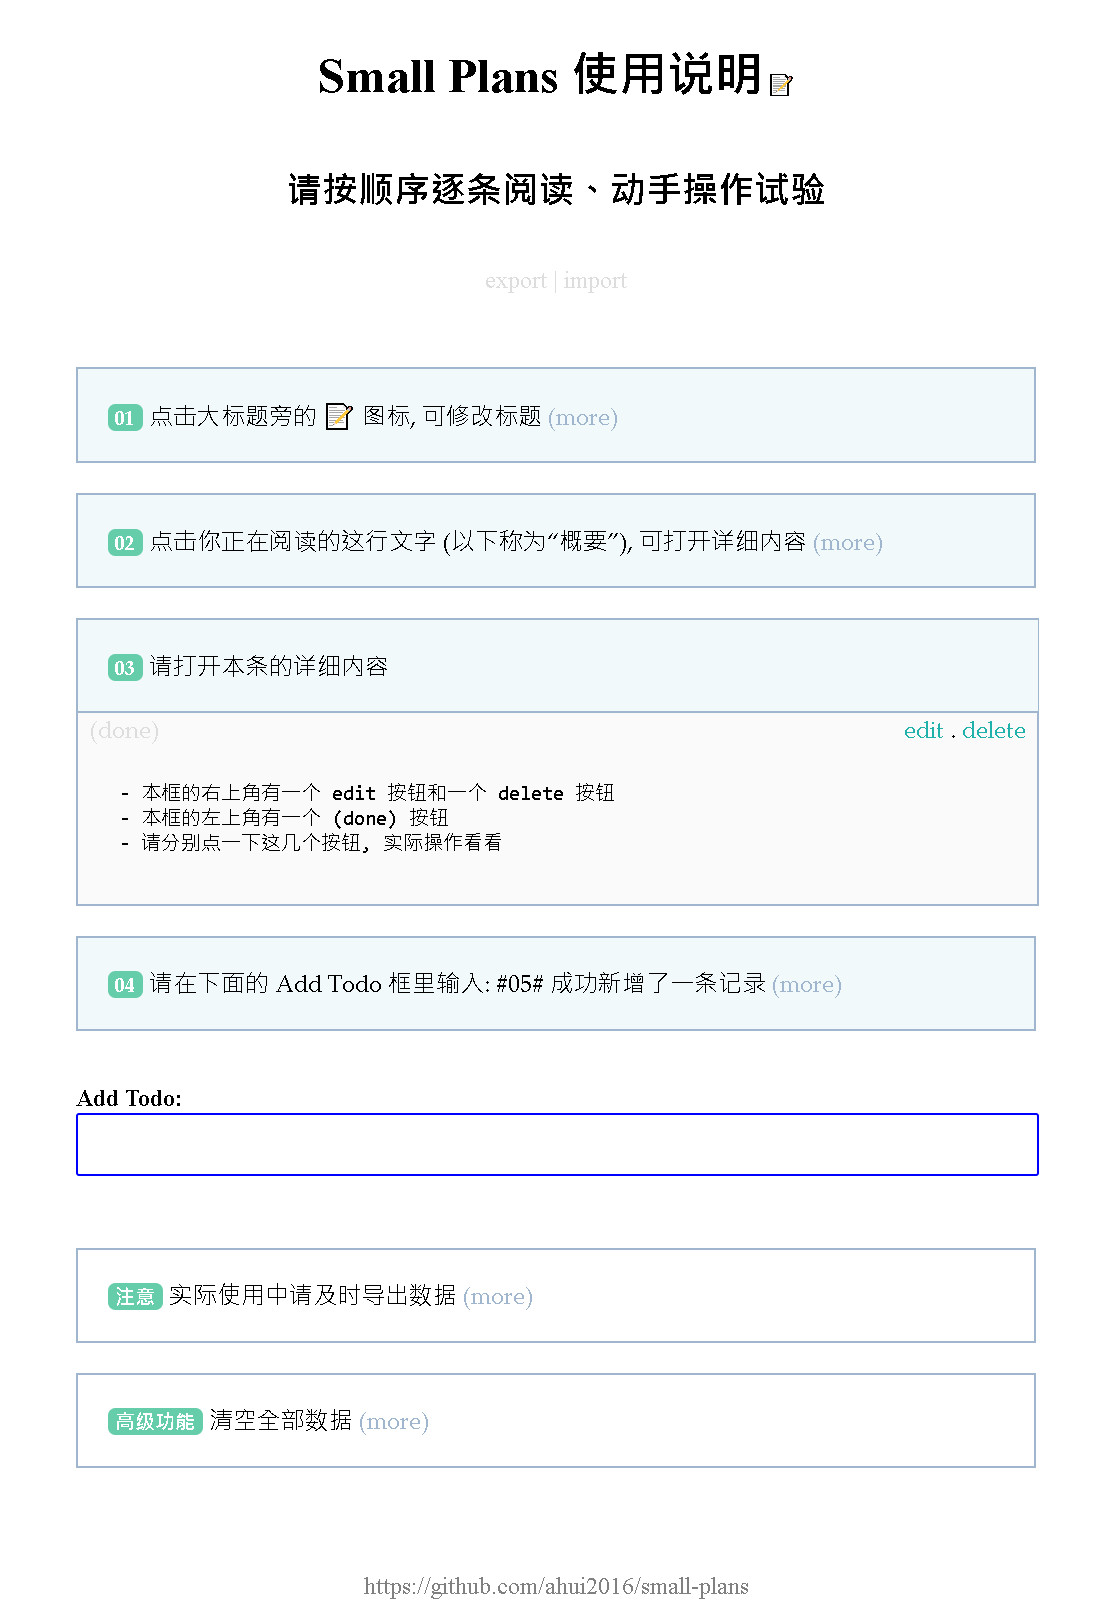 Small Plans 使用说明📝
请按顺序逐条阅读、动手操作试验
export | import
01 点击大标题旁的 📝 图标, 可修改标题 (more)
02 点击你正在阅读的这行文字 (以下称为“概要”), 可打开详细内容 (more)
03 请打开本条的详细内容
(done) edit . delete
- 本框的右上角有一个 edit 按钮和一个 delete 按钮
- 本框的左上角有一个 (done) 按钮
- 请分别点一下这几个按钮, 实际操作看看
04 请在下面的 Add Todo 框里输入: #05# 成功新增了一条记录 (more)
Add Todo:
注意 实际使用中请及时导出数据 (more)
高级功能 清空全部数据 (more)
https://github.com/ahui2016/small-plans